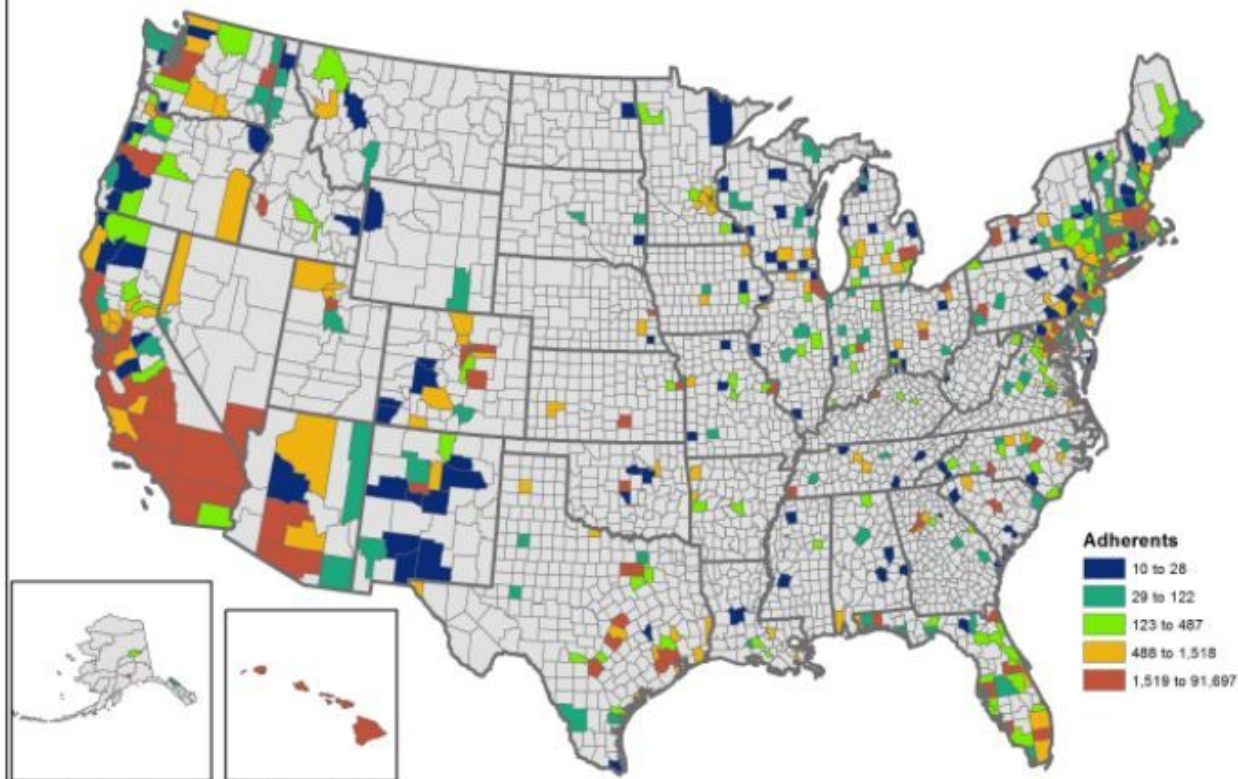 Adherents
10 to 28
29 to 122
123 to 487
488 to 1,518
1,519 to 91,697